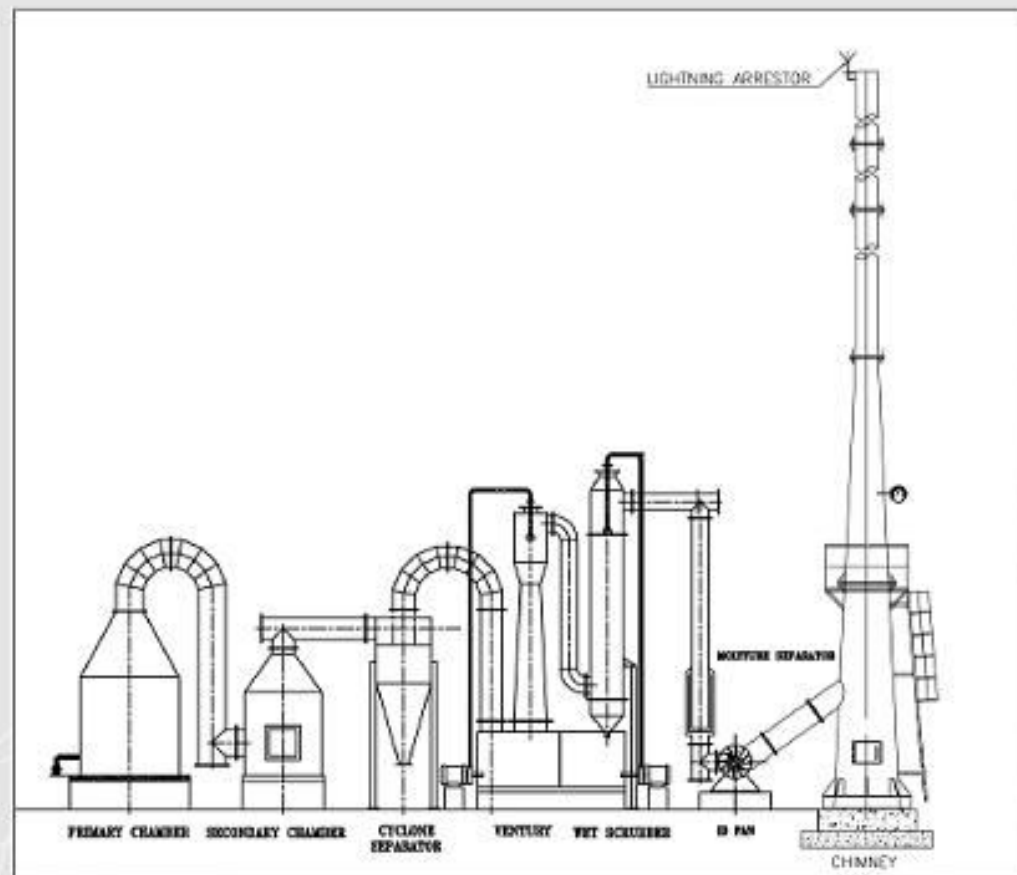 LIGHTNING ARRESTOR
MOISTURE SEPARATOR
PRIMARY CHAMBER
SECONDARY CHAMBER
CYCLONE
SEPARATOR
VENTURY
WET SCRUBBER
ID FAN
CHIMNEY